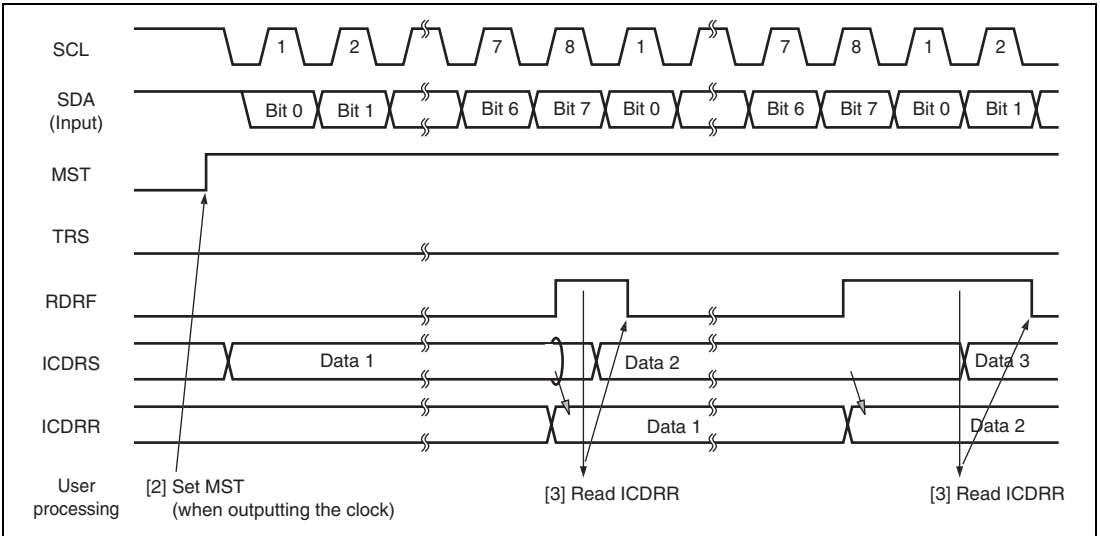 SCL 1 2 7 8 1 7 8 1 2
SDA
(Input)
Bit 0 Bit 1 Bit 6 Bit 7 Bit 0 Bit 6 Bit 7 Bit 0 Bit 1
MST
TRS
RDRF
ICDRS Data 1 Data 2 Data 3
ICDRR Data 1 Data 2
User
processing
[2] Set MST
(when outputting the clock)
[3] Read ICDRR
[3] Read ICDRR